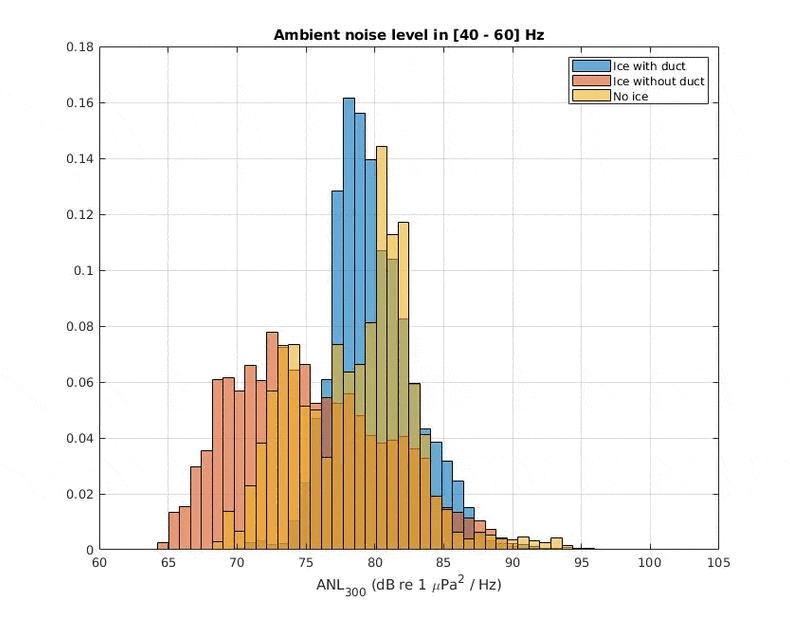 Ambient noise level in [40 - 60] Hz
0.18
0.16
0.14
0.12
0.1
0.08
0.06
0.04
0.02
0
Ice with duct
Ice without duct
No ice
60 65 70 75 80 85 90 95 100 105
ANL₃₀₀ (dB re 1 μPa² / Hz)